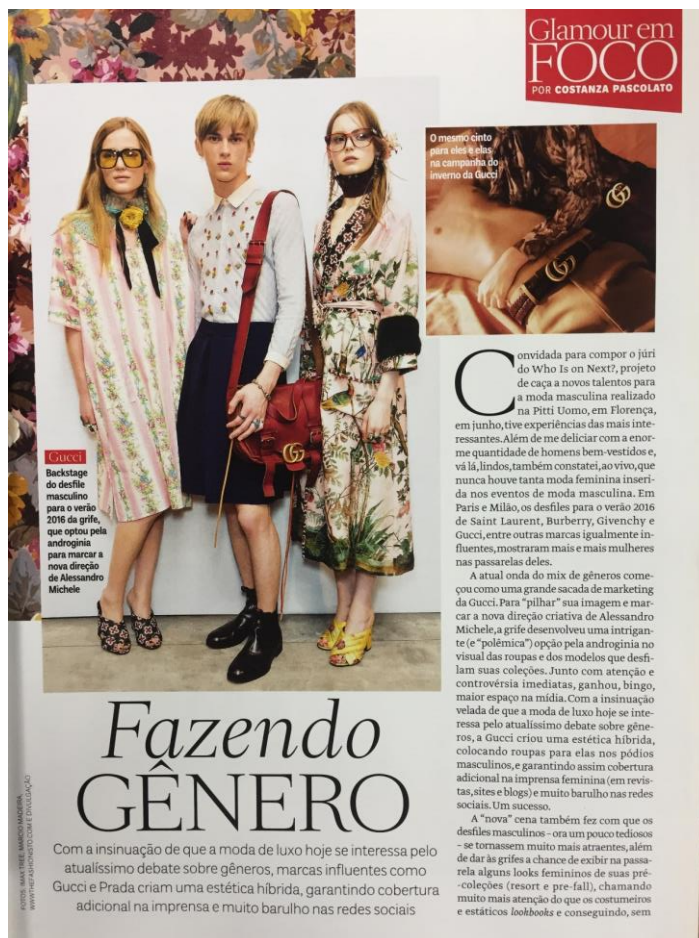 Glamour em
FOCO
POR COSTANZA PASCOLATO
O mesmo cinto
para eles e elas
na campanha do
inverno da Gucci
Gucci
Backstage
do desfile
masculino
para o verão
2016 da grife,
que optou pela
androginia
para marcar a
nova direção
de Alessandro
Michele
Fazendo
GÊNERO
Com a insinuação de que a moda de luxo hoje se interessa pelo
atualíssimo debate sobre gêneros, marcas influentes como
Gucci e Prada criam uma estética híbrida, garantindo cobertura
adicional na imprensa e muito barulho nas redes sociais
Convidada para compor o júri
do Who Is on Next?, projeto
de caça a novos talentos para
a moda masculina realizado
na Pitti Uomo, em Florença,
em junho, tive experiências das mais inte-
ressantes. Além de me deliciar com a enor-
me quantidade de homens bem-vestidos e,
vá lá, lindos, também constatei, ao vivo, que
nunca houve tanta moda feminina inseri-
da nos eventos de moda masculina. Em
Paris e Milão, os desfiles para o verão 2016
de Saint Laurent, Burberry, Givenchy e
Gucci, entre outras marcas igualmente in-
fluentes, mostraram mais e mais mulheres
nas passarelas deles.
A atual onda do mix de gêneros come-
çou como uma grande sacada de marketing
da Gucci. Para “pilhar” sua imagem e mar-
car a nova direção criativa de Alessandro
Michele, a grife desenvolveu uma intrigan-
te (e “polêmica”) opção pela androginia no
visual das roupas e dos modelos que desfi-
lam suas coleções. Junto com atenção e
controvérsia imediatas, ganhou, bingo,
maior espaço na mídia. Com a insinuação
velada de que a moda de luxo hoje se inte-
ressa pelo atualíssimo debate sobre gêne-
ros, a Gucci criou uma estética híbrida,
colocando roupas para elas nos pódios
masculinos, e garantindo assim cobertura
adicional na imprensa feminina (em revis-
tas, sites e blogs) e muito barulho nas redes
sociais. Um sucesso.
A “nova” cena também fez com que os
desfiles masculinos – ora um pouco tediosos
– se tornassem muito mais atraentes, além
de dar às grifes a chance de exibir na passa-
rela alguns looks femininos de suas pré-
-coleções (resort e pre-fall), chamando
muito mais atenção do que os costumeiros
e estáticos lookbooks e conseguindo, sem
FOTOS: IMAXTREE, MARCIO MADEIRA,
WWW.THEFASHIONISTO.COM E DIVULGAÇÃO